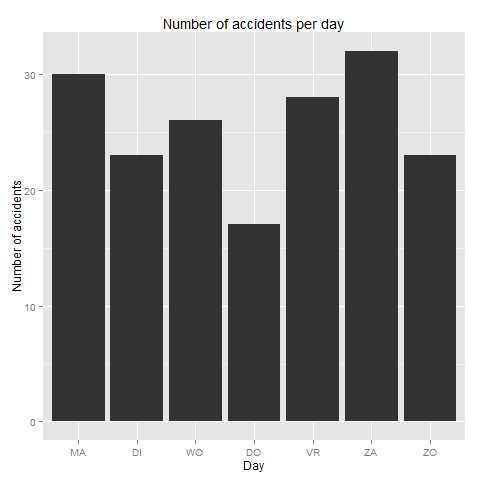 Number of accidents per day
Number of accidents
30
20
10
0
MA DI WO DO VR ZA ZO
Day